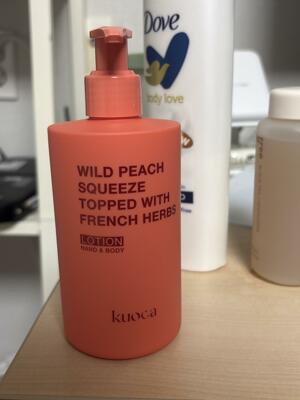 WILD PEACH
SQUEEZE
TOPPED WITH
FRENCH HERBS
LOTION
HAND & BODY
kuoca
Dove
body love